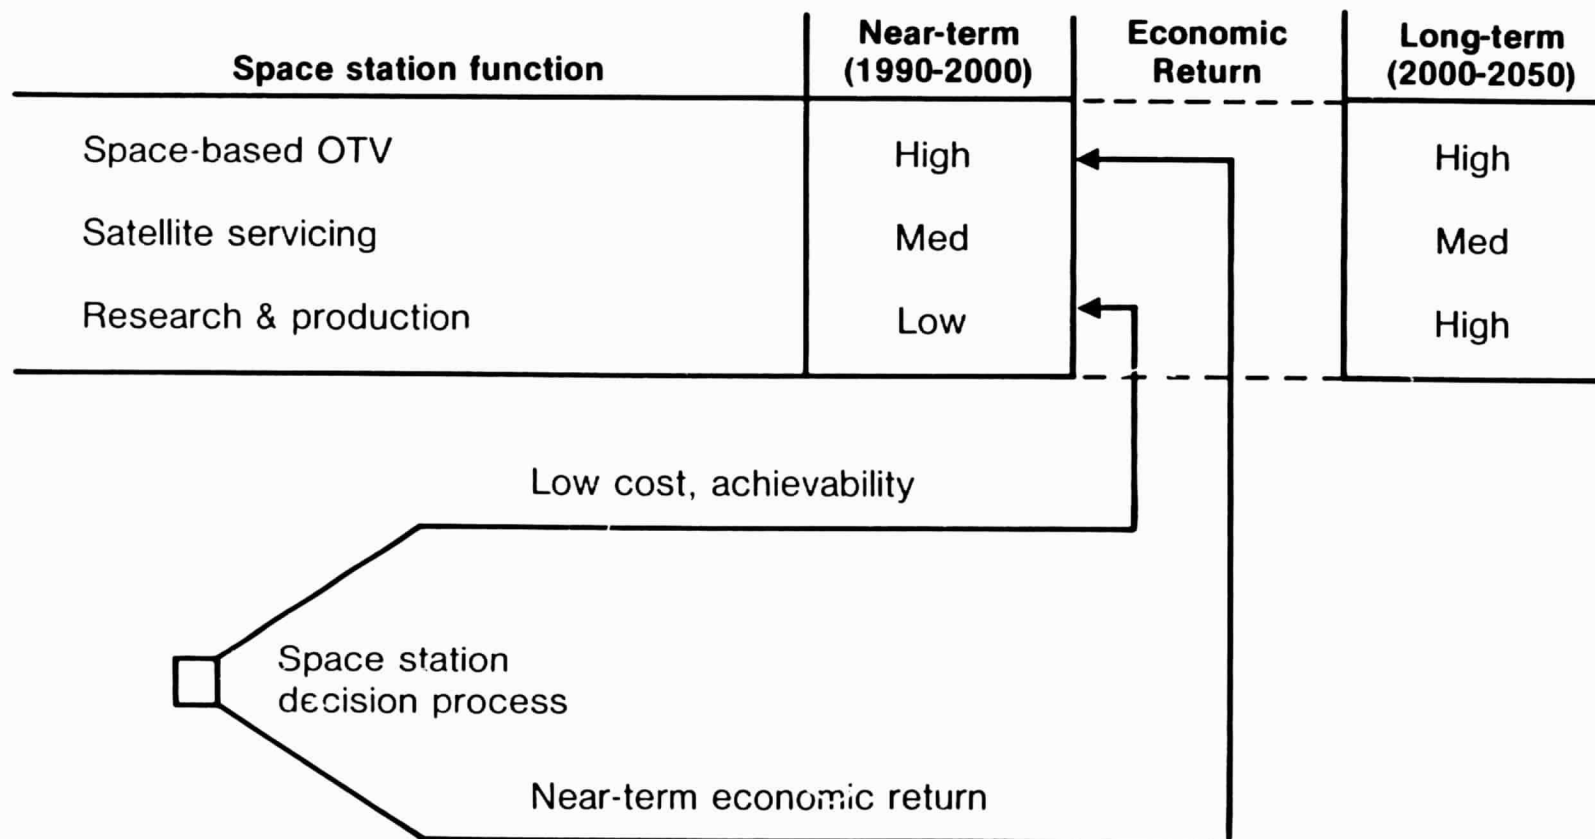 Space station function
Near-term
(1990-2000)
Economic
Return
Long-term
(2000-2050)
Space-based OTV
High
High
Satellite servicing
Med
Med
Research & production
Low
High
Low cost, achievability
Space station
decision process
Near-term economic return